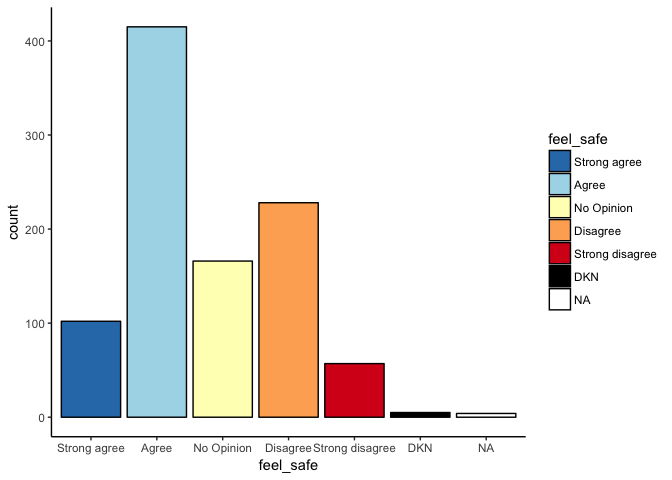 400
300
200
100
0
count
Strong agree Agree No Opinion Disagree Strong disagree DKN NA
feel_safe
feel_safe
Strong agree
Agree
No Opinion
Disagree
Strong disagree
DKN
NA